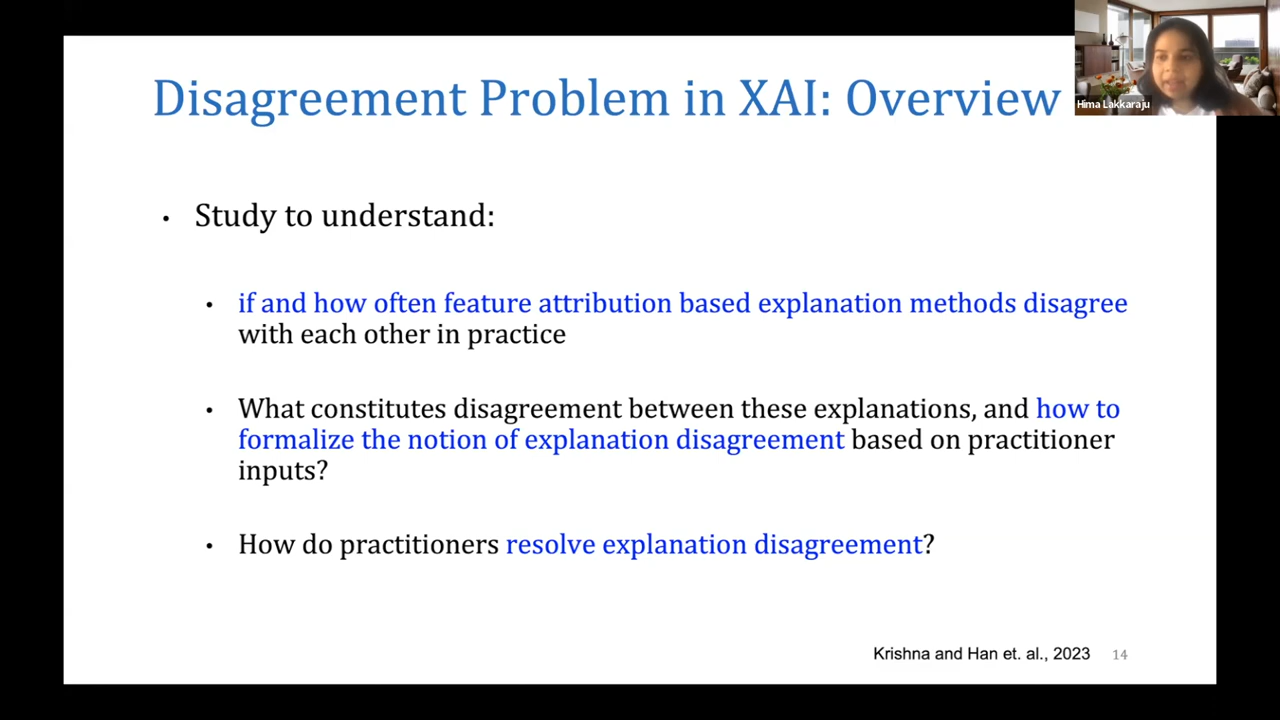 Disagreement Problem in XAI: Overview
Hima Lakkaraju
• Study to understand:
• if and how often feature attribution based explanation methods disagree
with each other in practice
• What constitutes disagreement between these explanations, and how to
formalize the notion of explanation disagreement based on practitioner
inputs?
• How do practitioners resolve explanation disagreement?
Krishna and Han et. al., 2023 14